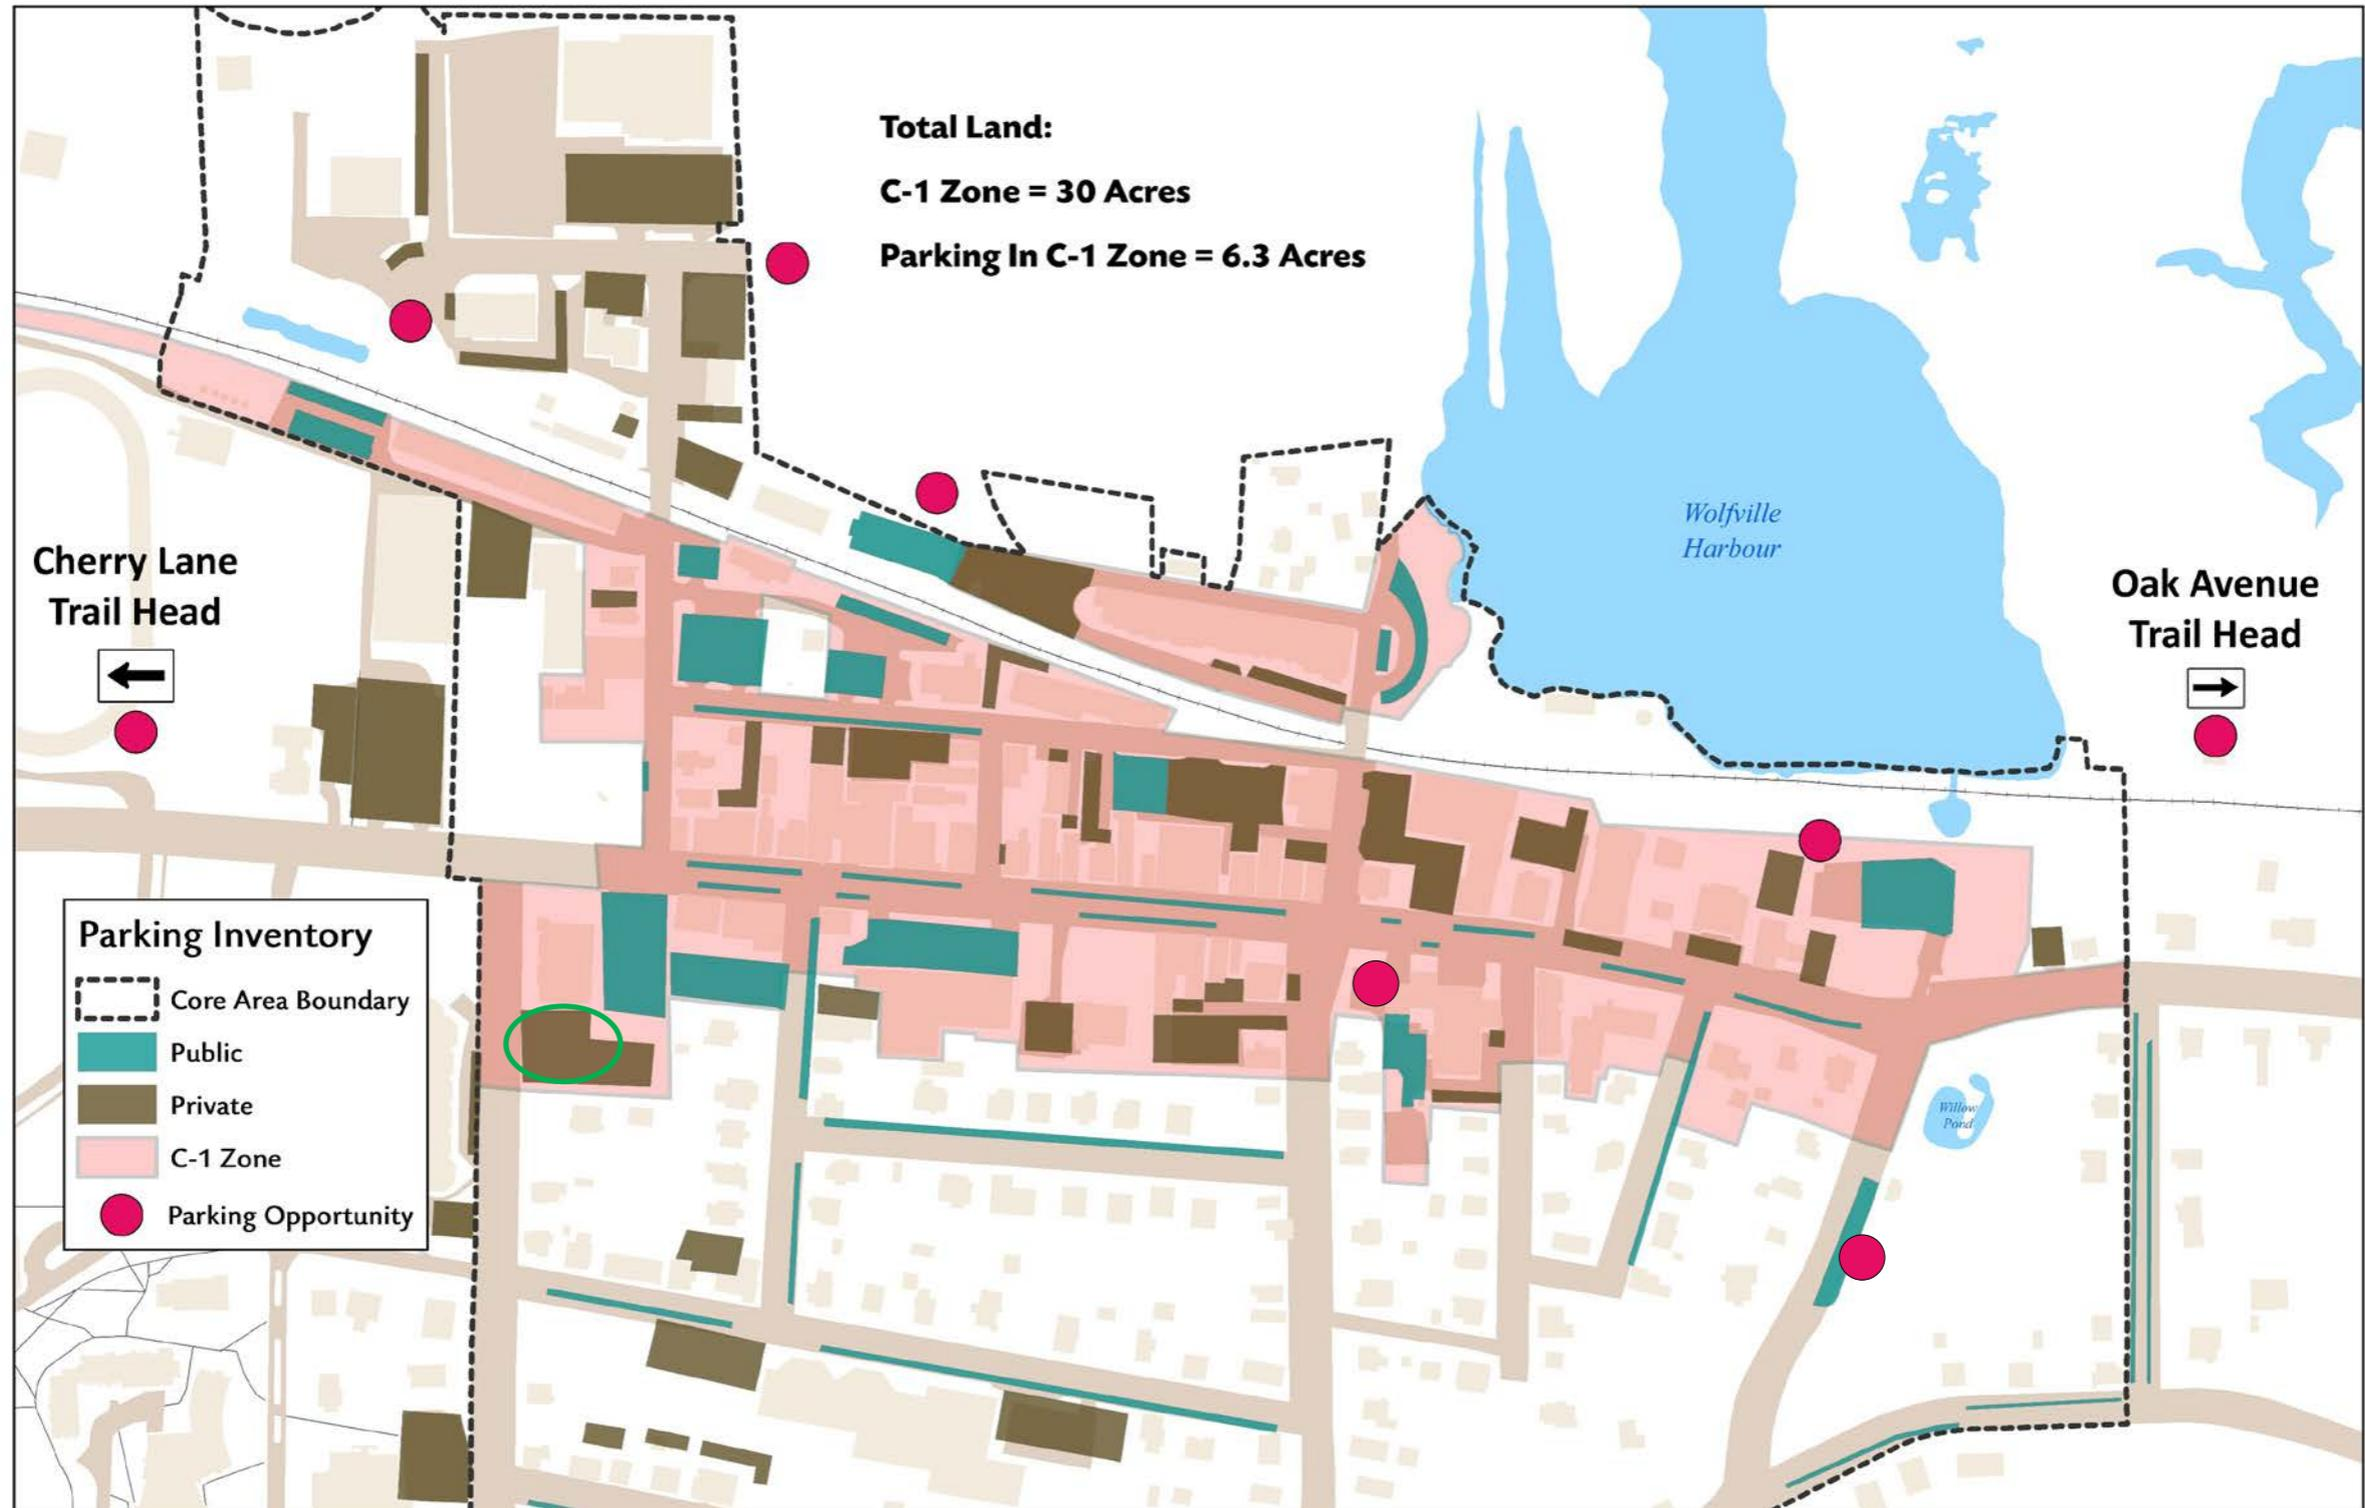 Total Land:
C-1 Zone = 30 Acres
Parking In C-1 Zone = 6.3 Acres
Wolfville
Harbour
Cherry Lane
Trail Head
Oak Avenue
Trail Head
Parking Inventory
Core Area Boundary
Public
Private
C-1 Zone
Parking Opportunity
Willow
Pond